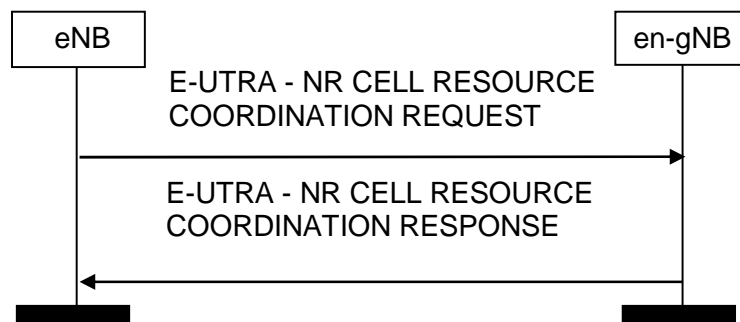 eNB
en-gNB
E-UTRA - NR CELL RESOURCE
COORDINATION REQUEST
E-UTRA - NR CELL RESOURCE
COORDINATION RESPONSE